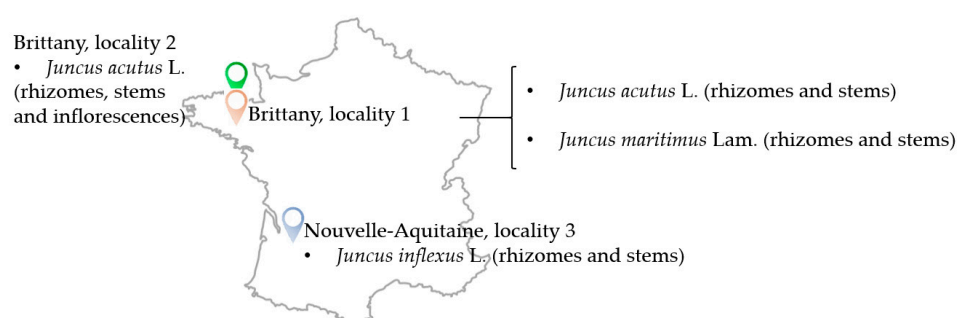 Brittany, locality 2
• Juncus acutus L.
(rhizomes, stems
and inflorescences)
Brittany, locality 1
• Juncus acutus L. (rhizomes and stems)
• Juncus maritimus Lam. (rhizomes and stems)
Nouvelle-Aquitaine, locality 3
• Juncus inflexus L. (rhizomes and stems)